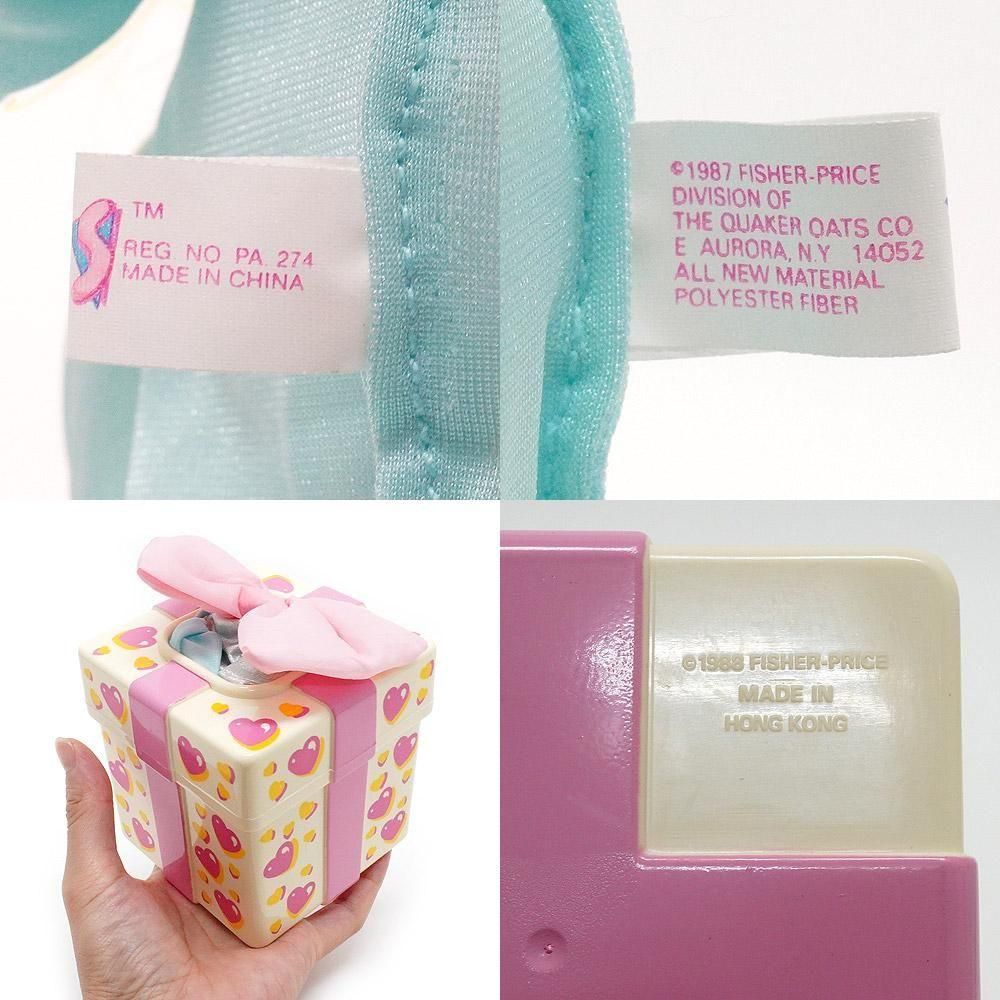 S TM
REG. NO PA. 274
MADE IN CHINA
©1987 FISHER-PRICE
DIVISION OF
THE QUAKER OATS CO
E AURORA, N.Y 14052
ALL NEW MATERIAL
POLYESTER FIBER
©1988 FISHER-PRICE
MADE IN
HONG KONG